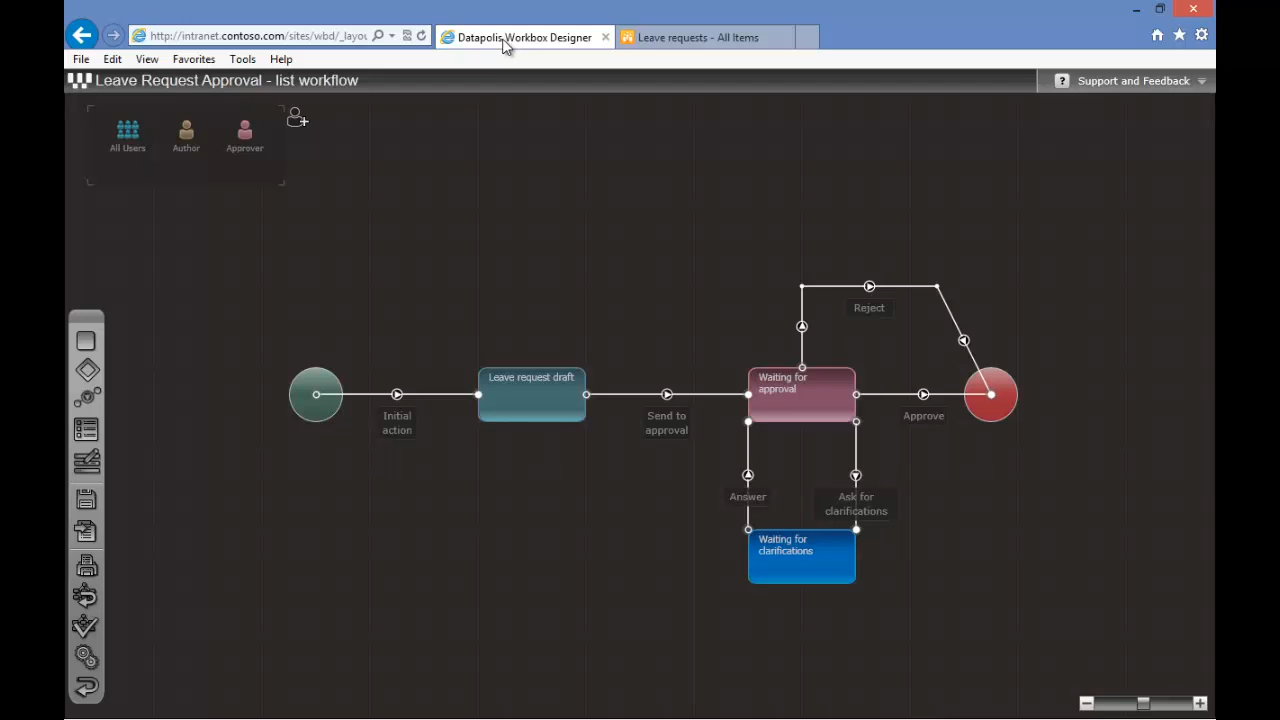 http://intranet.contoso.com/sites/wbd/_layou
Datapolis Workbox Designer
Leave requests - All Items
File Edit View Favorites Tools Help
Leave Request Approval - list workflow
? Support and Feedback
All Users
Author
Approver
Reject
Leave request draft
Waiting for
approval
Initial
action
Send to
approval
Approve
Answer
Ask for
clarifications
Waiting for
clarifications